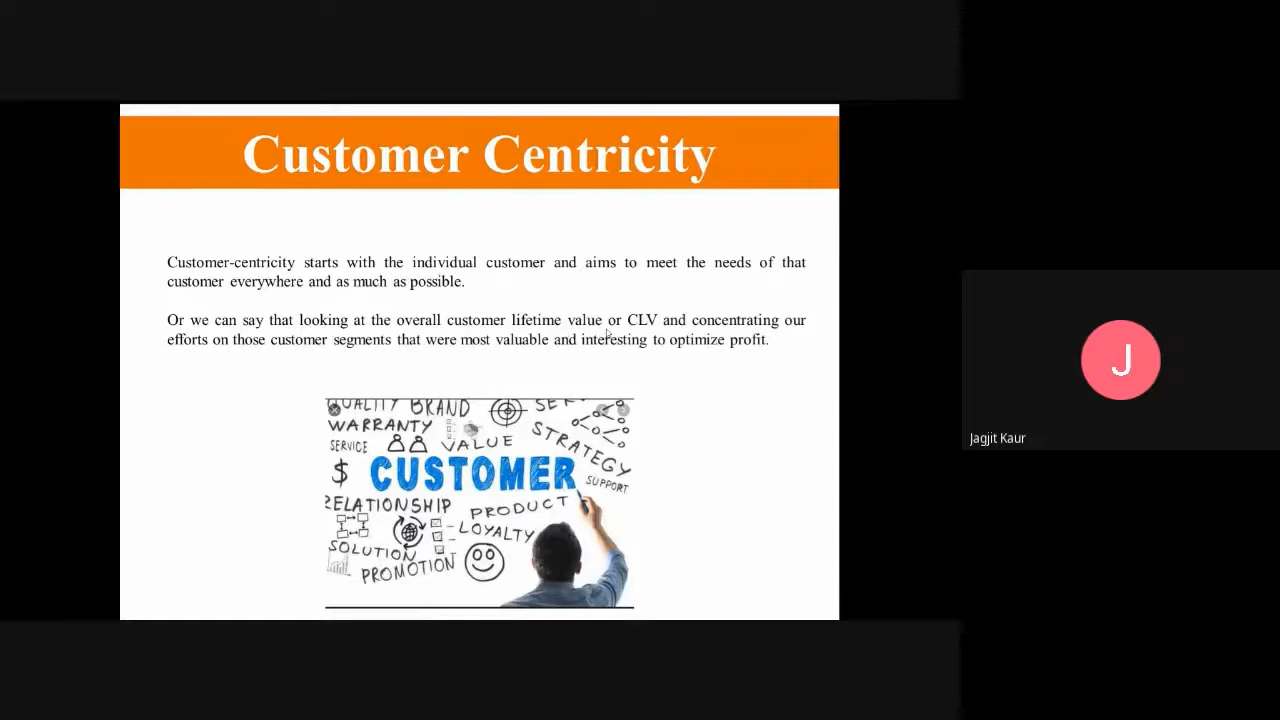 Customer Centricity
Customer-centricity starts with the individual customer and aims to meet the needs of that
customer everywhere and as much as possible.
Or we can say that looking at the overall customer lifetime value or CLV and concentrating our
efforts on those customer segments that were most valuable and interesting to optimize profit.
QUALITY BRAND
WARRANTY
SERVICE
VALUE
STRATEGY
$
CUSTOMER
SUPPORT
RELATIONSHIP
PRODUCT
LOYALTY
SOLUTION
PROMOTION
J
Jagjit Kaur